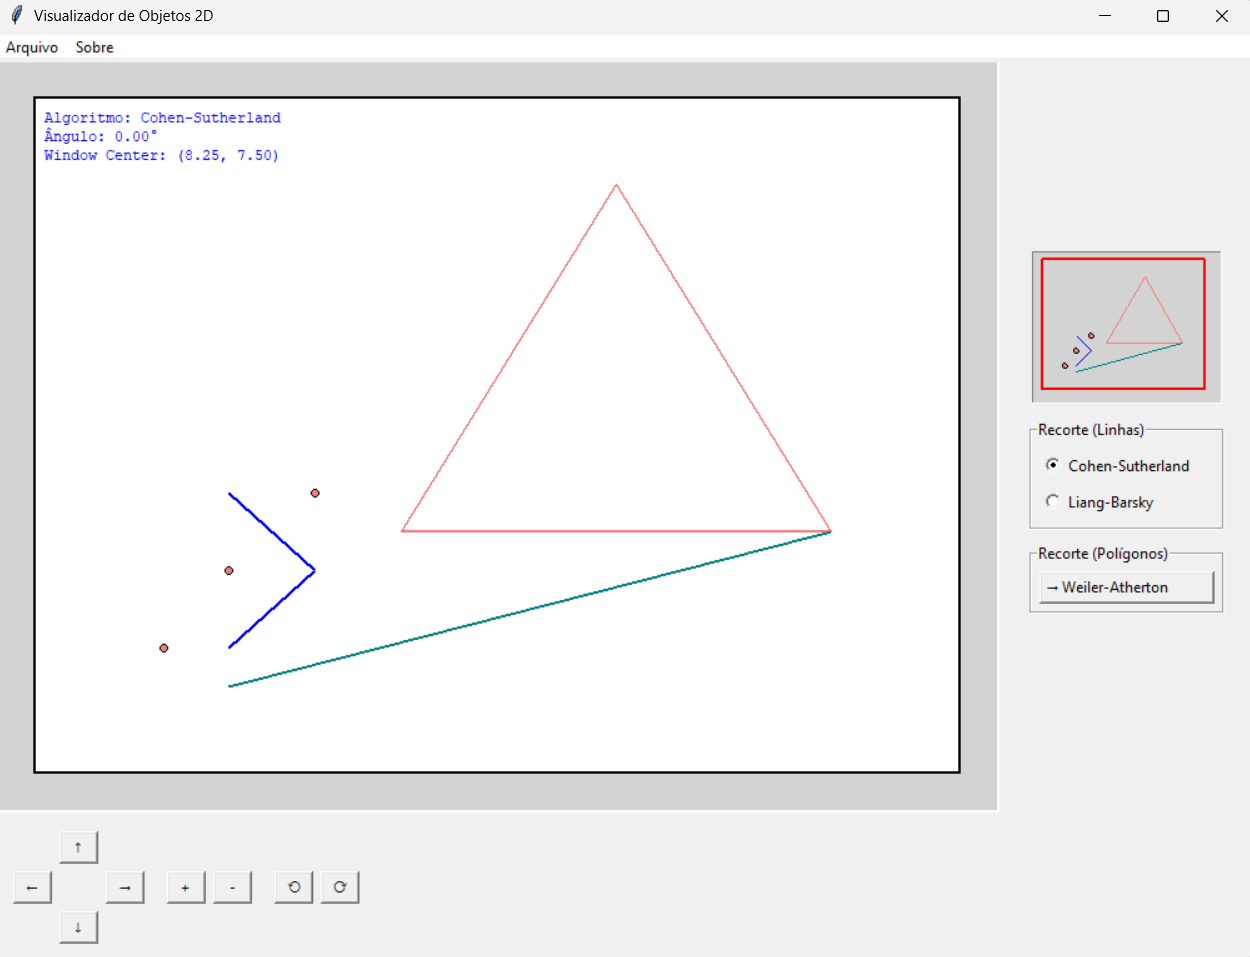 Visualizador de Objetos 2D
Arquivo Sobre
Algoritmo: Cohen-Sutherland
Ângulo: 0.00°
Window Center: (8.25, 7.50)
Recorte (Linhas)
Cohen-Sutherland
Liang-Barsky
Recorte (Polígonos)
→ Weiler-Atherton
↑
← → + - ↺ ↻
↓